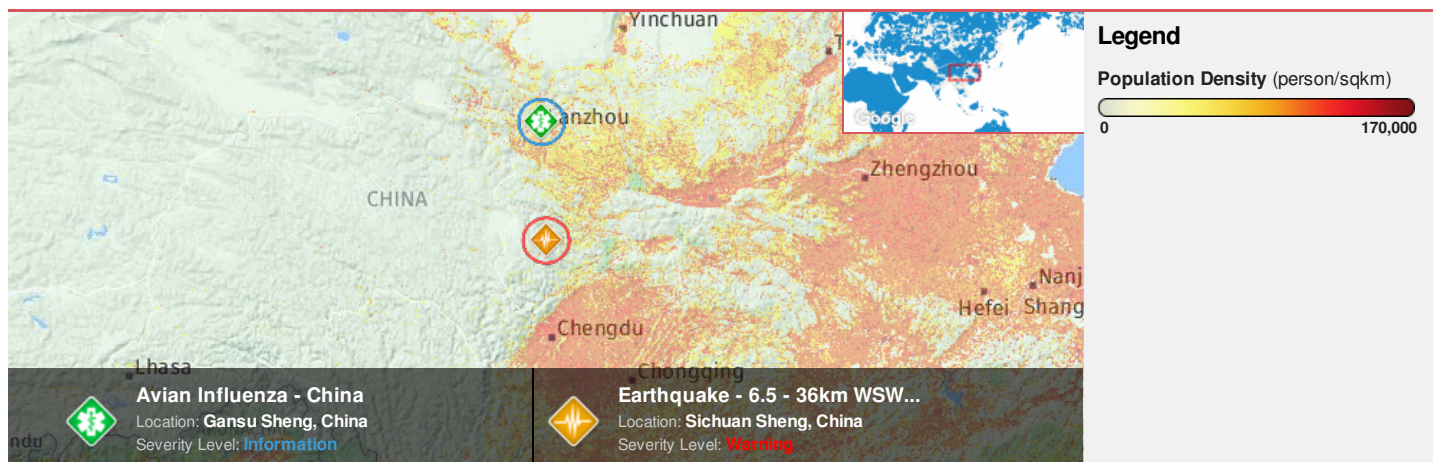 Yinchuan
anzhou
Google
Zhengzhou
CHINA
Nanj
Hefei
Shang
Chengdu
Lhasa
Chongqing
ndu
Avian Influenza - China
Location: Gansu Sheng, China
Severity Level: Information
Earthquake - 6.5 - 36km WSW...
Location: Sichuan Sheng, China
Severity Level: Warning
Legend
Population Density (person/sqkm)
0
170,000